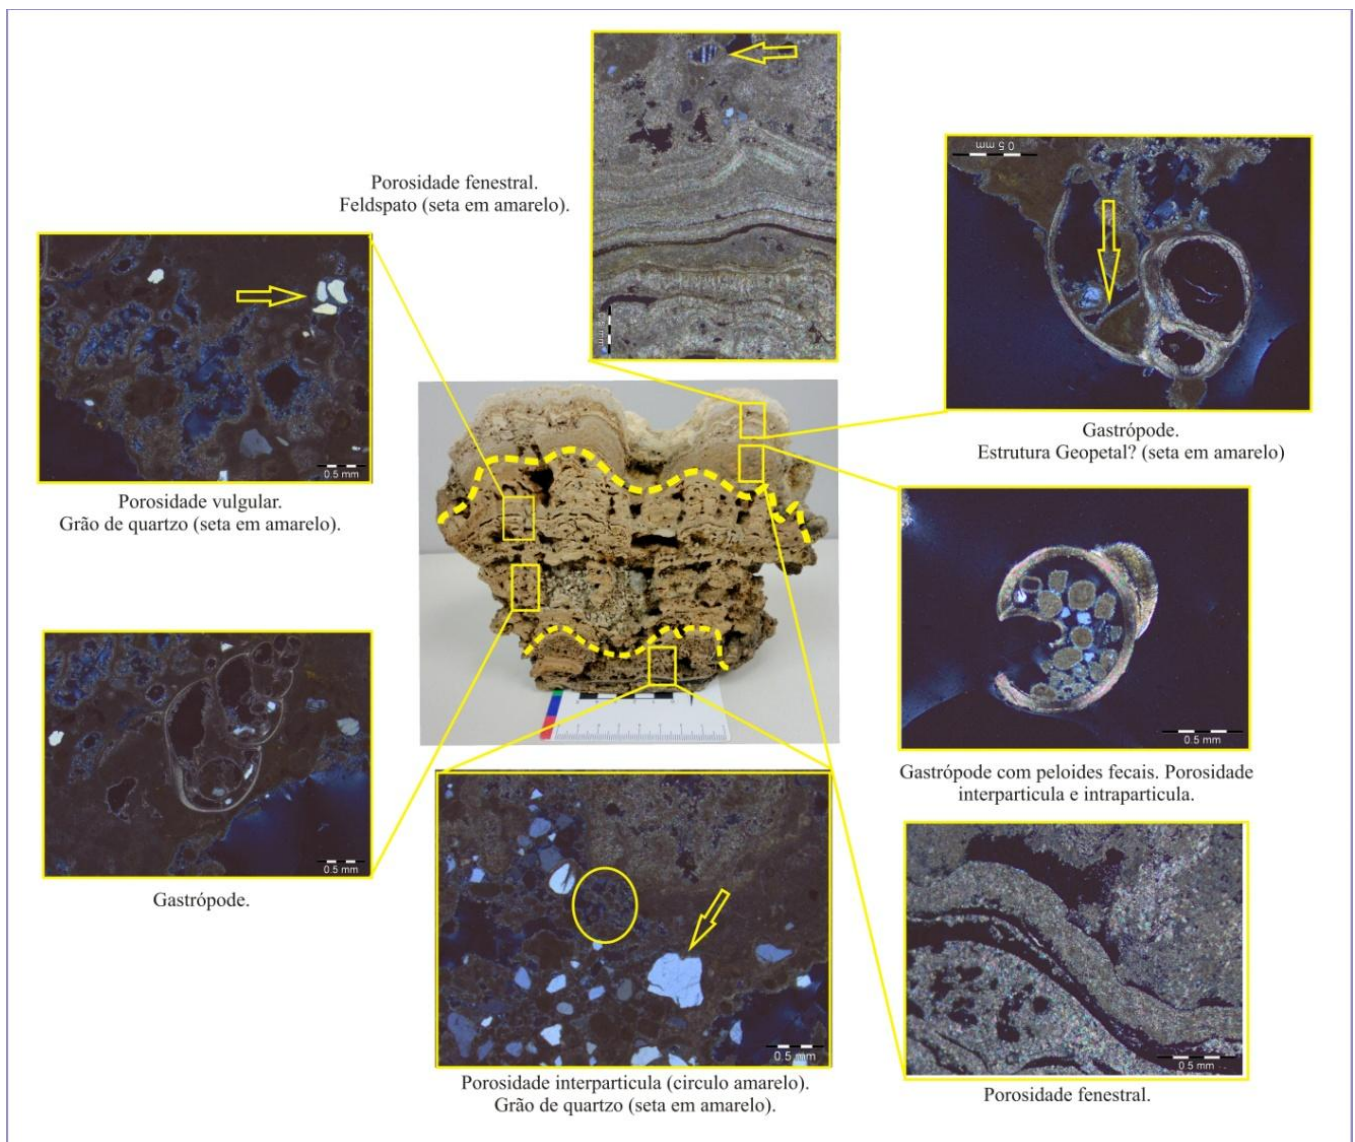 Porosidade fenestral.
Feldspato (seta em amarelo).
0.5 mm
Gastrópode.
Estrutura Geopetal? (seta em amarelo)
0.5 mm
Porosidade vulgular.
Grão de quartzo (seta em amarelo).
0.5 mm
Gastrópode com peloides fecais. Porosidade
interparticula e intraparticula.
0.5 mm
Gastrópode.
0.5 mm
Porosidade interparticula (circulo amarelo).
Grão de quartzo (seta em amarelo).
0.5 mm
Porosidade fenestral.